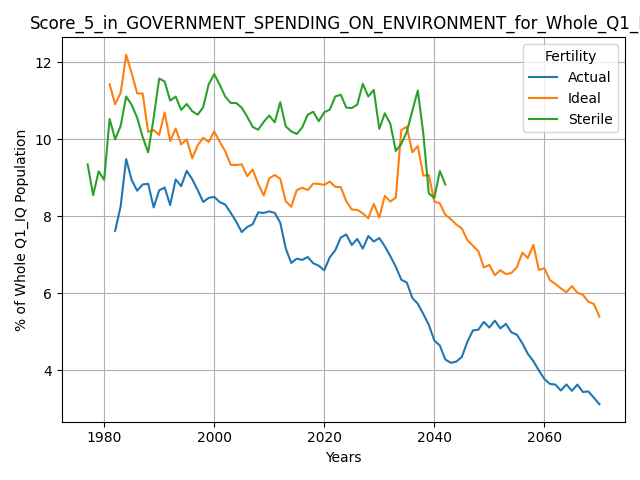 Score_5_in_GOVERNMENT_SPENDING_ON_ENVIRONMENT_for_Whole_Q1_I
Fertility
Actual
Ideal
Sterile
% of Whole Q1_IQ Population
12
10
8
6
4
1980 2000 2020 2040 2060
Years